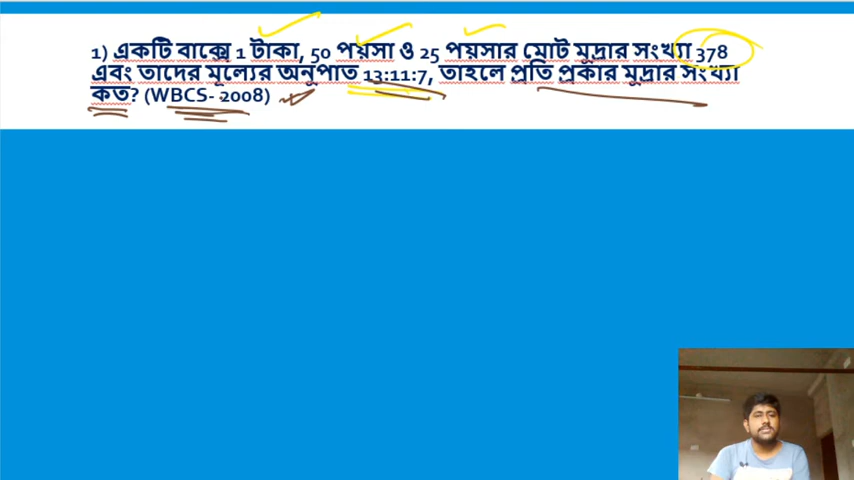 1) একটি বাক্সে 1 টাকা, 50 পয়সা ও 25 পয়সার মোট মুদ্রার সংখ্যা 378
এবং তাদের মূল্যের অনুপাত 13:11:7, তাহলে প্রতি প্রকার মুদ্রার সংখ্যা
কত? (WBCS- 2008)